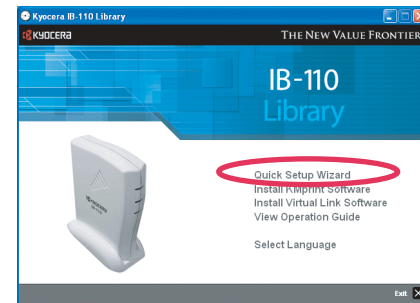 Kyocera IB-110 Library
KYOCERA
THE NEW VALUE FRONTIER
IB-110
Library
Quick Setup Wizard
Install KMprint Software
Install Virtual Link Software
View Operation Guide
Select Language
KYOCERA
Exit